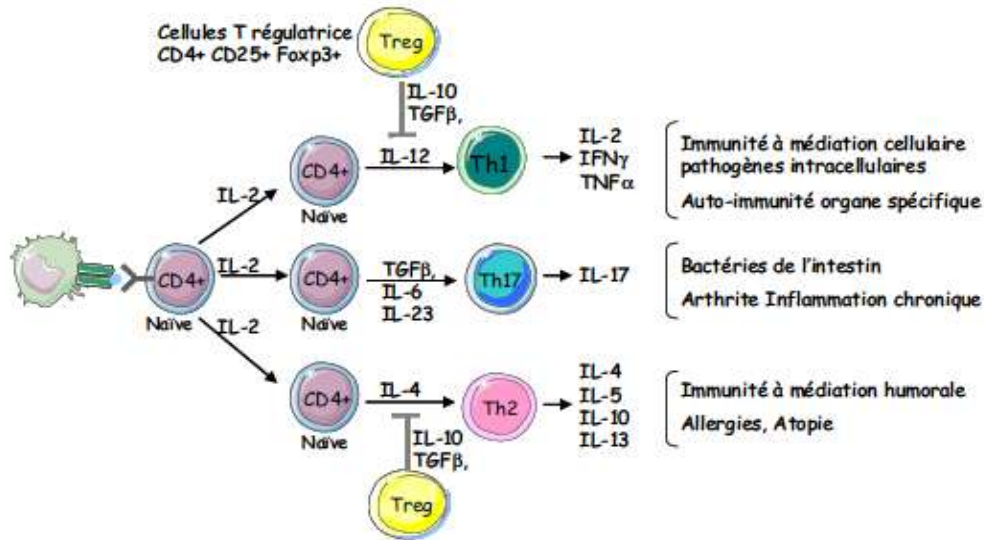 Cellules T régulatrice
CD4+ CD25+ Foxp3+
Treg
IL-10
TGFβ,
CD4+
Naïve
IL-12
Th1
IL-2
IFNγ
TNFα
Immunité à médiation cellulaire
pathogènes intracellulaires
Auto-immunité organe spécifique
IL-2
CD4+
Naïve
IL-2
CD4+
Naïve
TGFβ,
IL-6
IL-23
Th17
IL-17
Bactéries de l'intestin
Arthrite Inflammation chronique
IL-2
CD4+
Naïve
IL-4
Th2
IL-4
IL-5
IL-10
IL-13
Immunité à médiation humorale
Allergies, Atopie
IL-10
TGFβ,
Treg